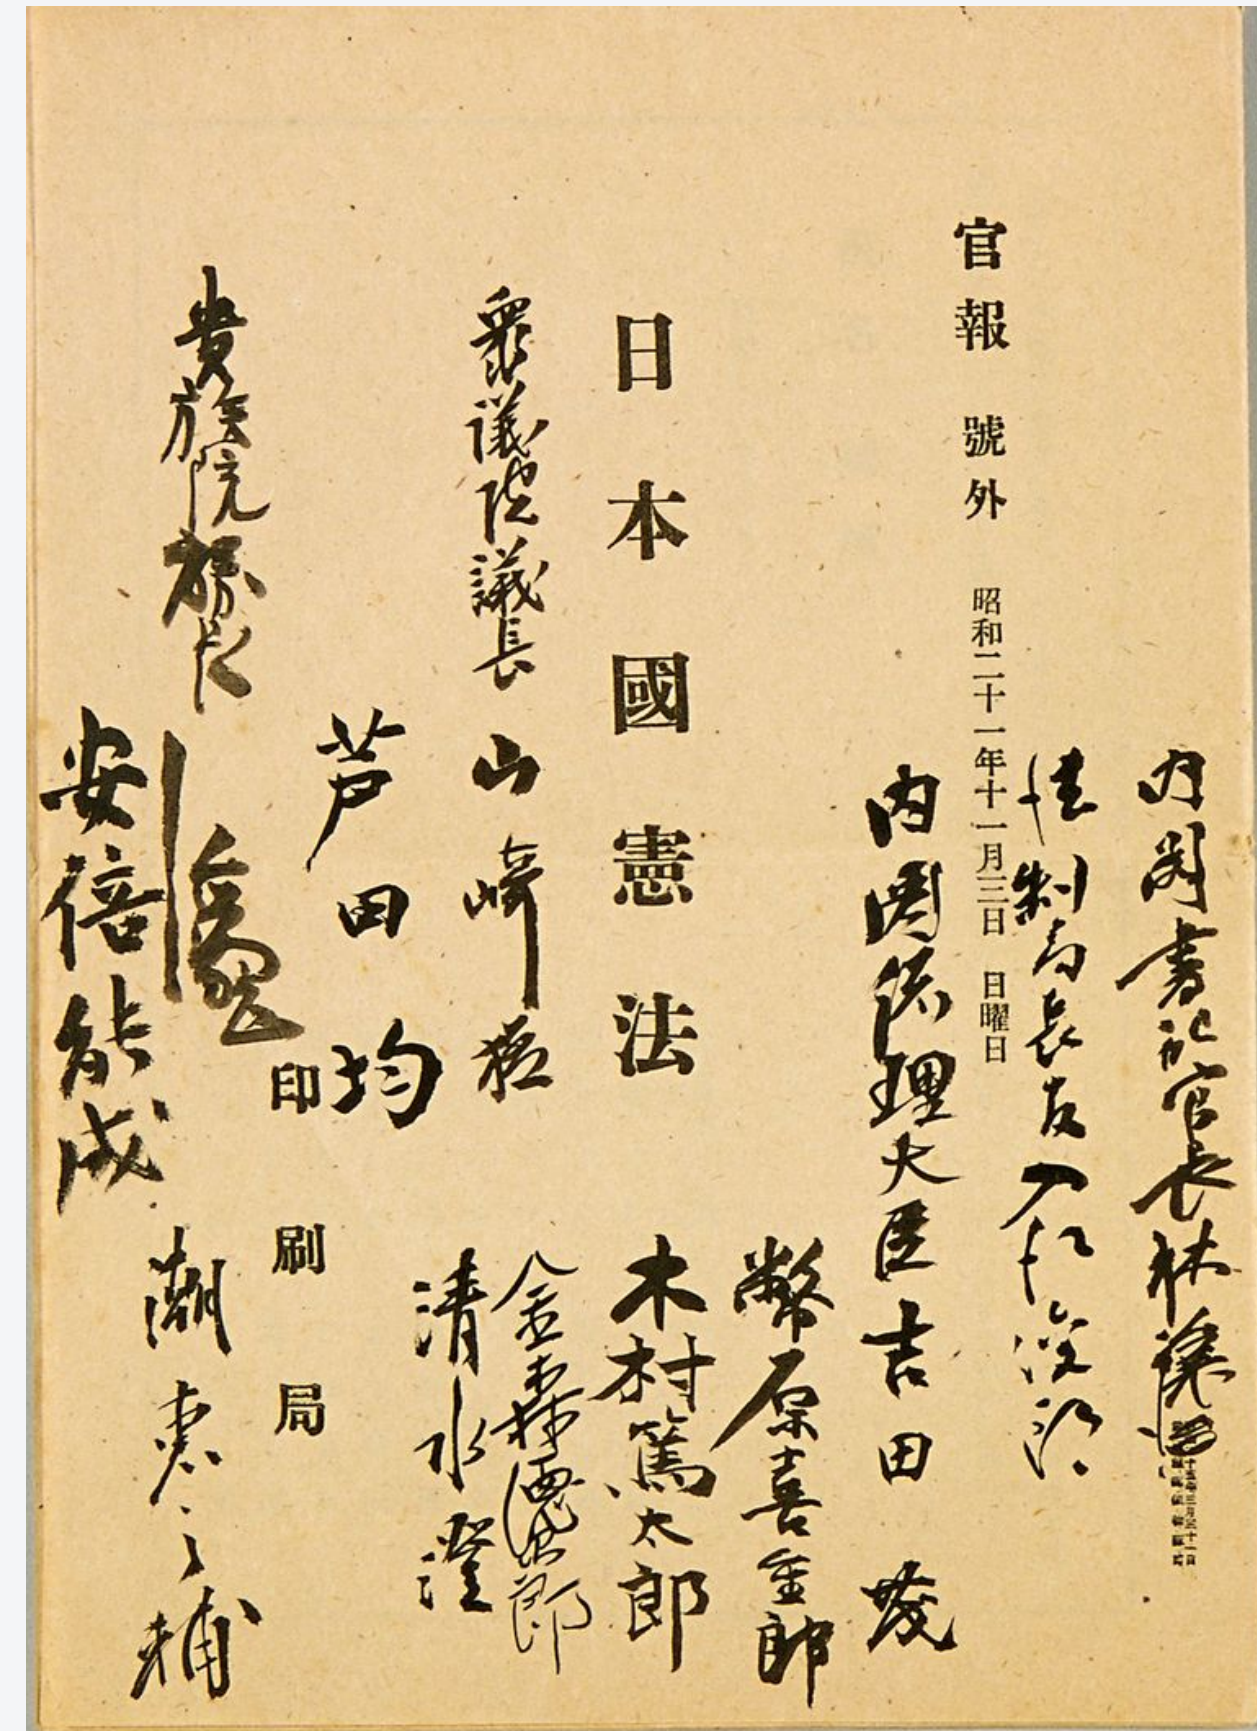 内閣書記官長林譲治
法制局長官入江俊郎
官報 號外 昭和二十一年十一月三日 日曜日
内閣総理大臣吉田茂
幣原喜重郎
日本國憲法
木村篤太郎
金森徳次郎
衆議院議長 山崎猛
清水澄
芦田均
印刷局
貴族院議長
潮惠之輔
安倍能成